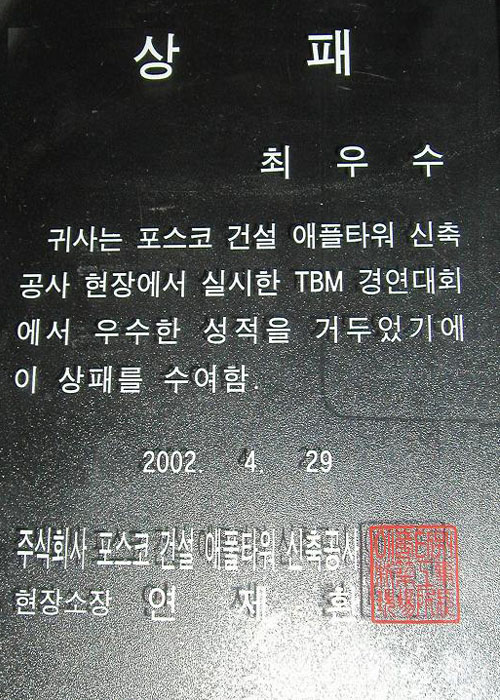 상 패
최 우 수
귀사는 포스코 건설 애플타워 신축
공사 현장에서 실시한 TBM 경연대회
에서 우수한 성적을 거두었기에
이 상패를 수여함.
2002. 4. 29
주식회사 포스코 건설 애플타워 신축공사
현장소장 연 제 환